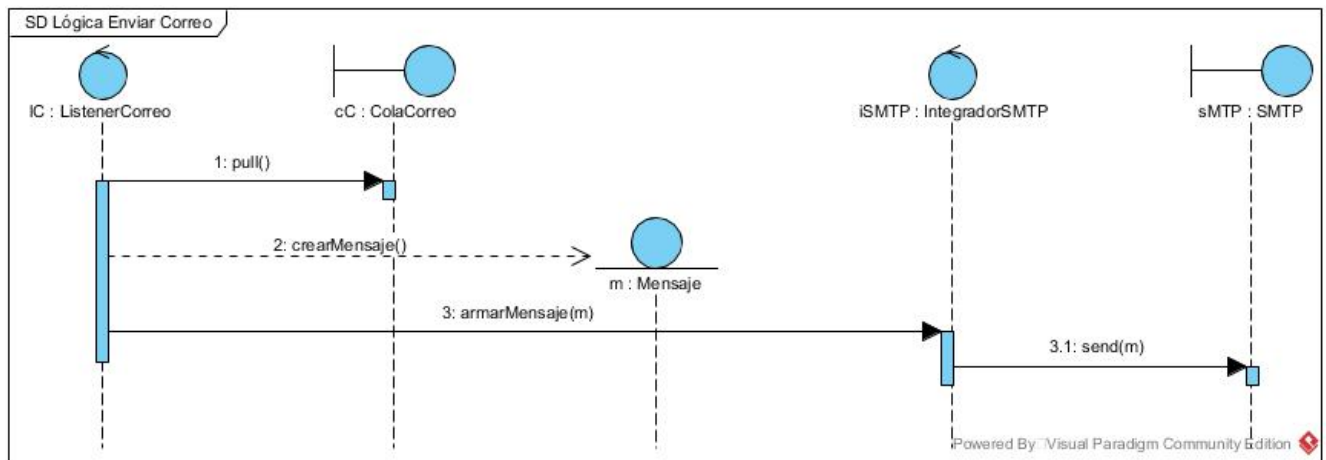 SD Lógica Enviar Correo
lC : ListenerCorreo
cC : ColaCorreo
iSMTP : IntegradorSMTP
sMTP : SMTP
1: pull()
2: crearMensaje()
m : Mensaje
3: armarMensaje(m)
3.1: send(m)
Powered By Visual Paradigm Community Edition